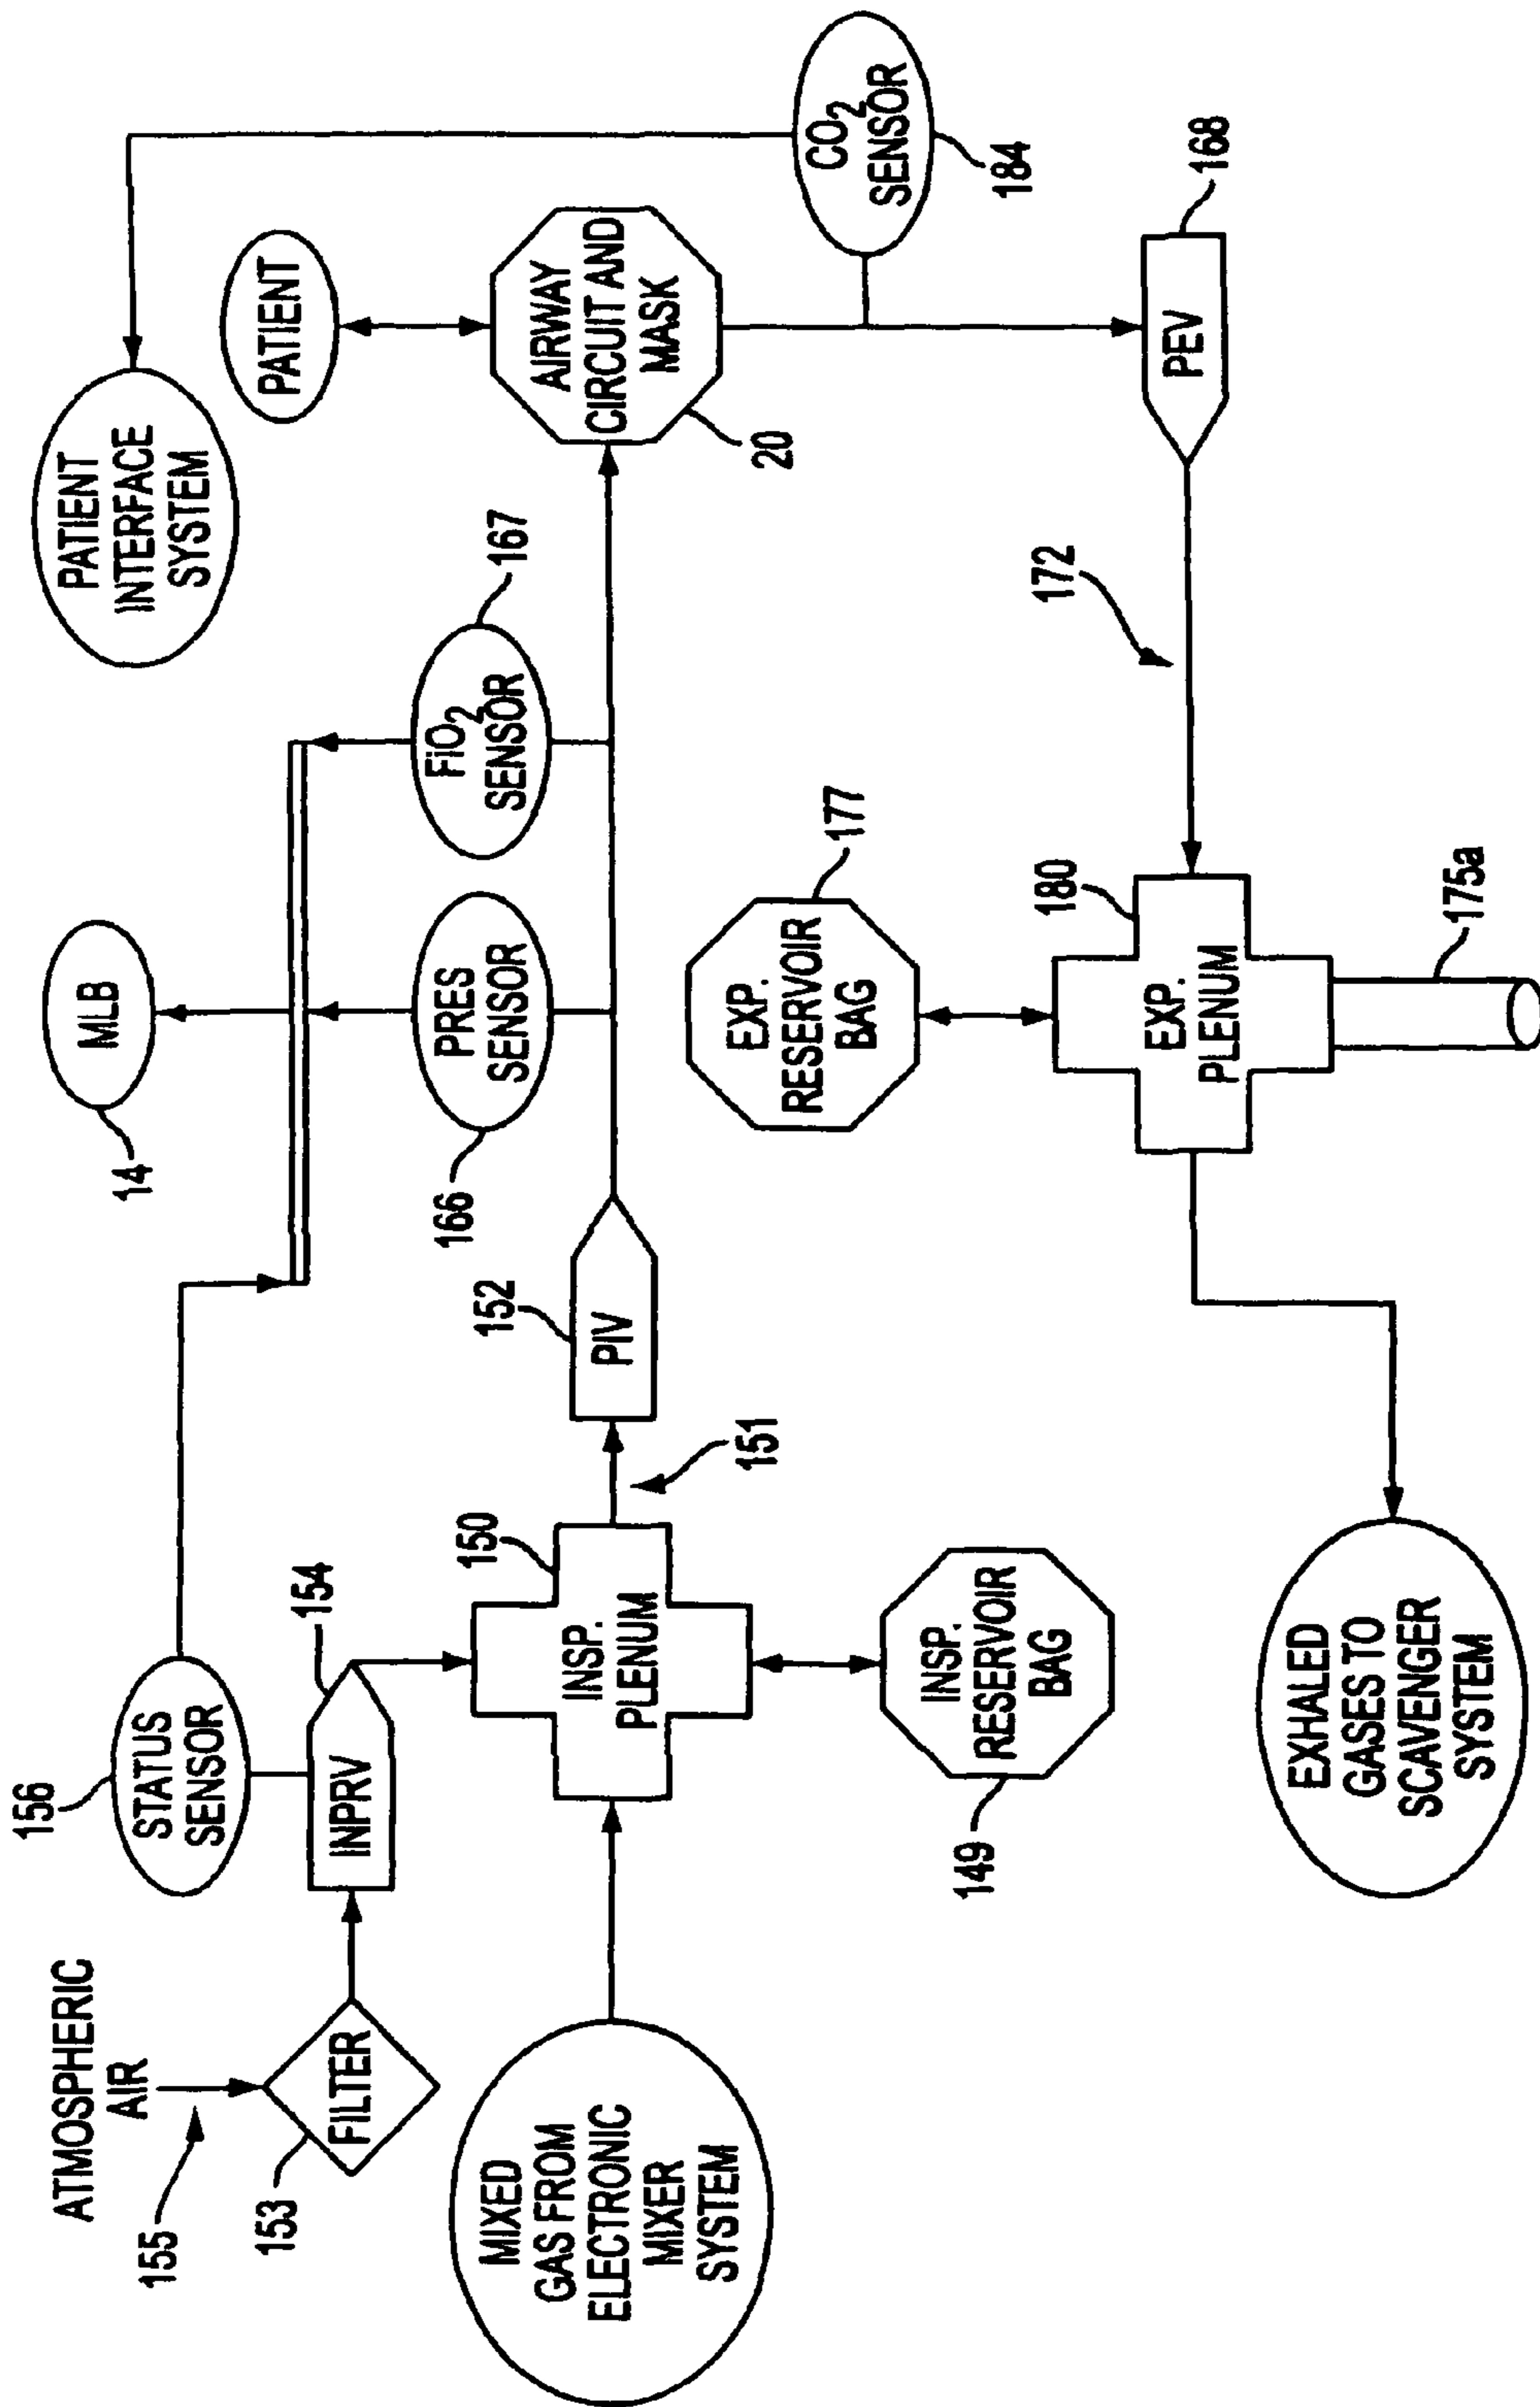 ATMOSPHERIC
AIR
155
153
FILTER
156
STATUS
SENSOR
INPRV
154
14
MLB
PATIENT
INTERFACE
SYSTEM
MIXED
GAS FROM
ELECTRONIC
MIXER
SYSTEM
INSP.
PLENUM
150
151
PIV
152
166
PRES
SENSOR
FiO2
SENSOR
167
PATIENT
AIRWAY
CIRCUIT AND
MASK
20
CO2
SENSOR
184
INSP.
RESERVOIR
BAG
149
EXP.
RESERVOIR
BAG
177
172
PEV
168
EXP.
PLENUM
180
175a
EXHALED
GASES TO
SCAVENGER
SYSTEM